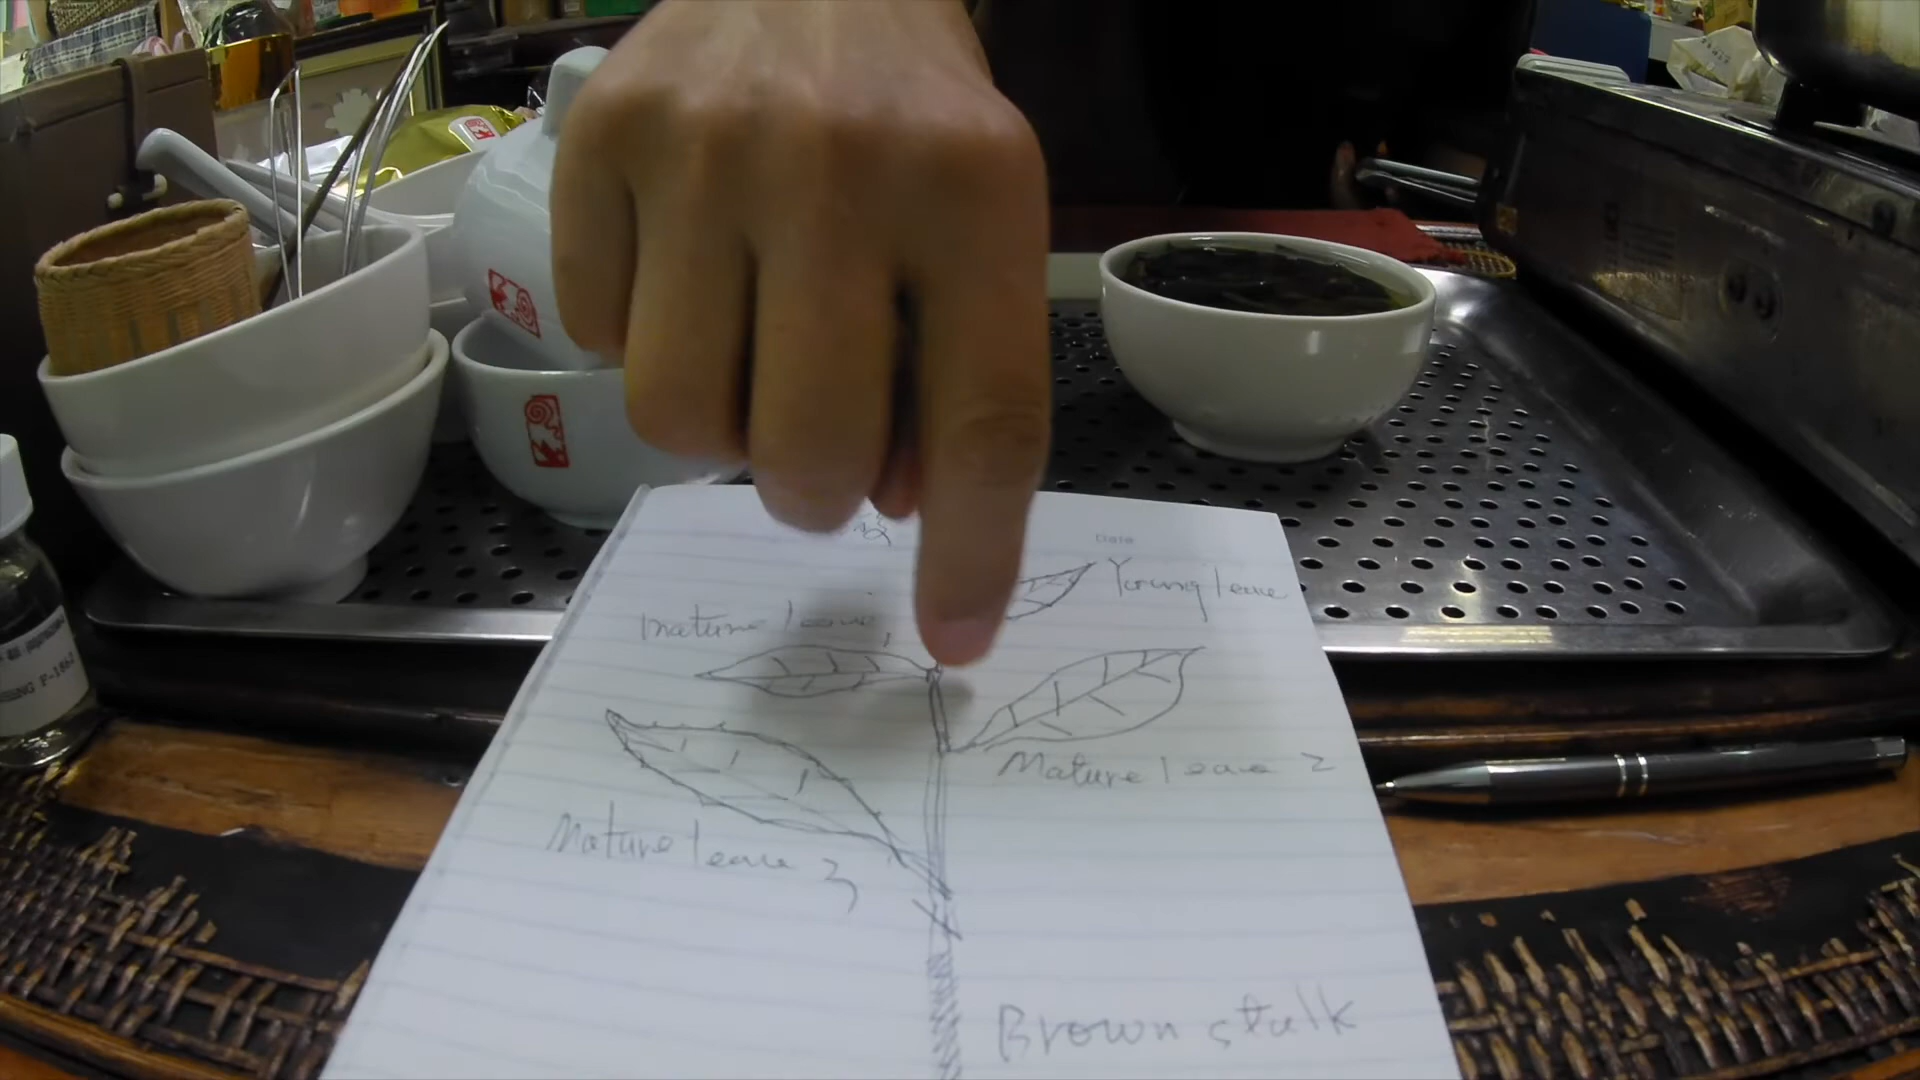 Date
Young leave
mature leave 1
Mature leave 2
Mature leave 3
Brown stalk